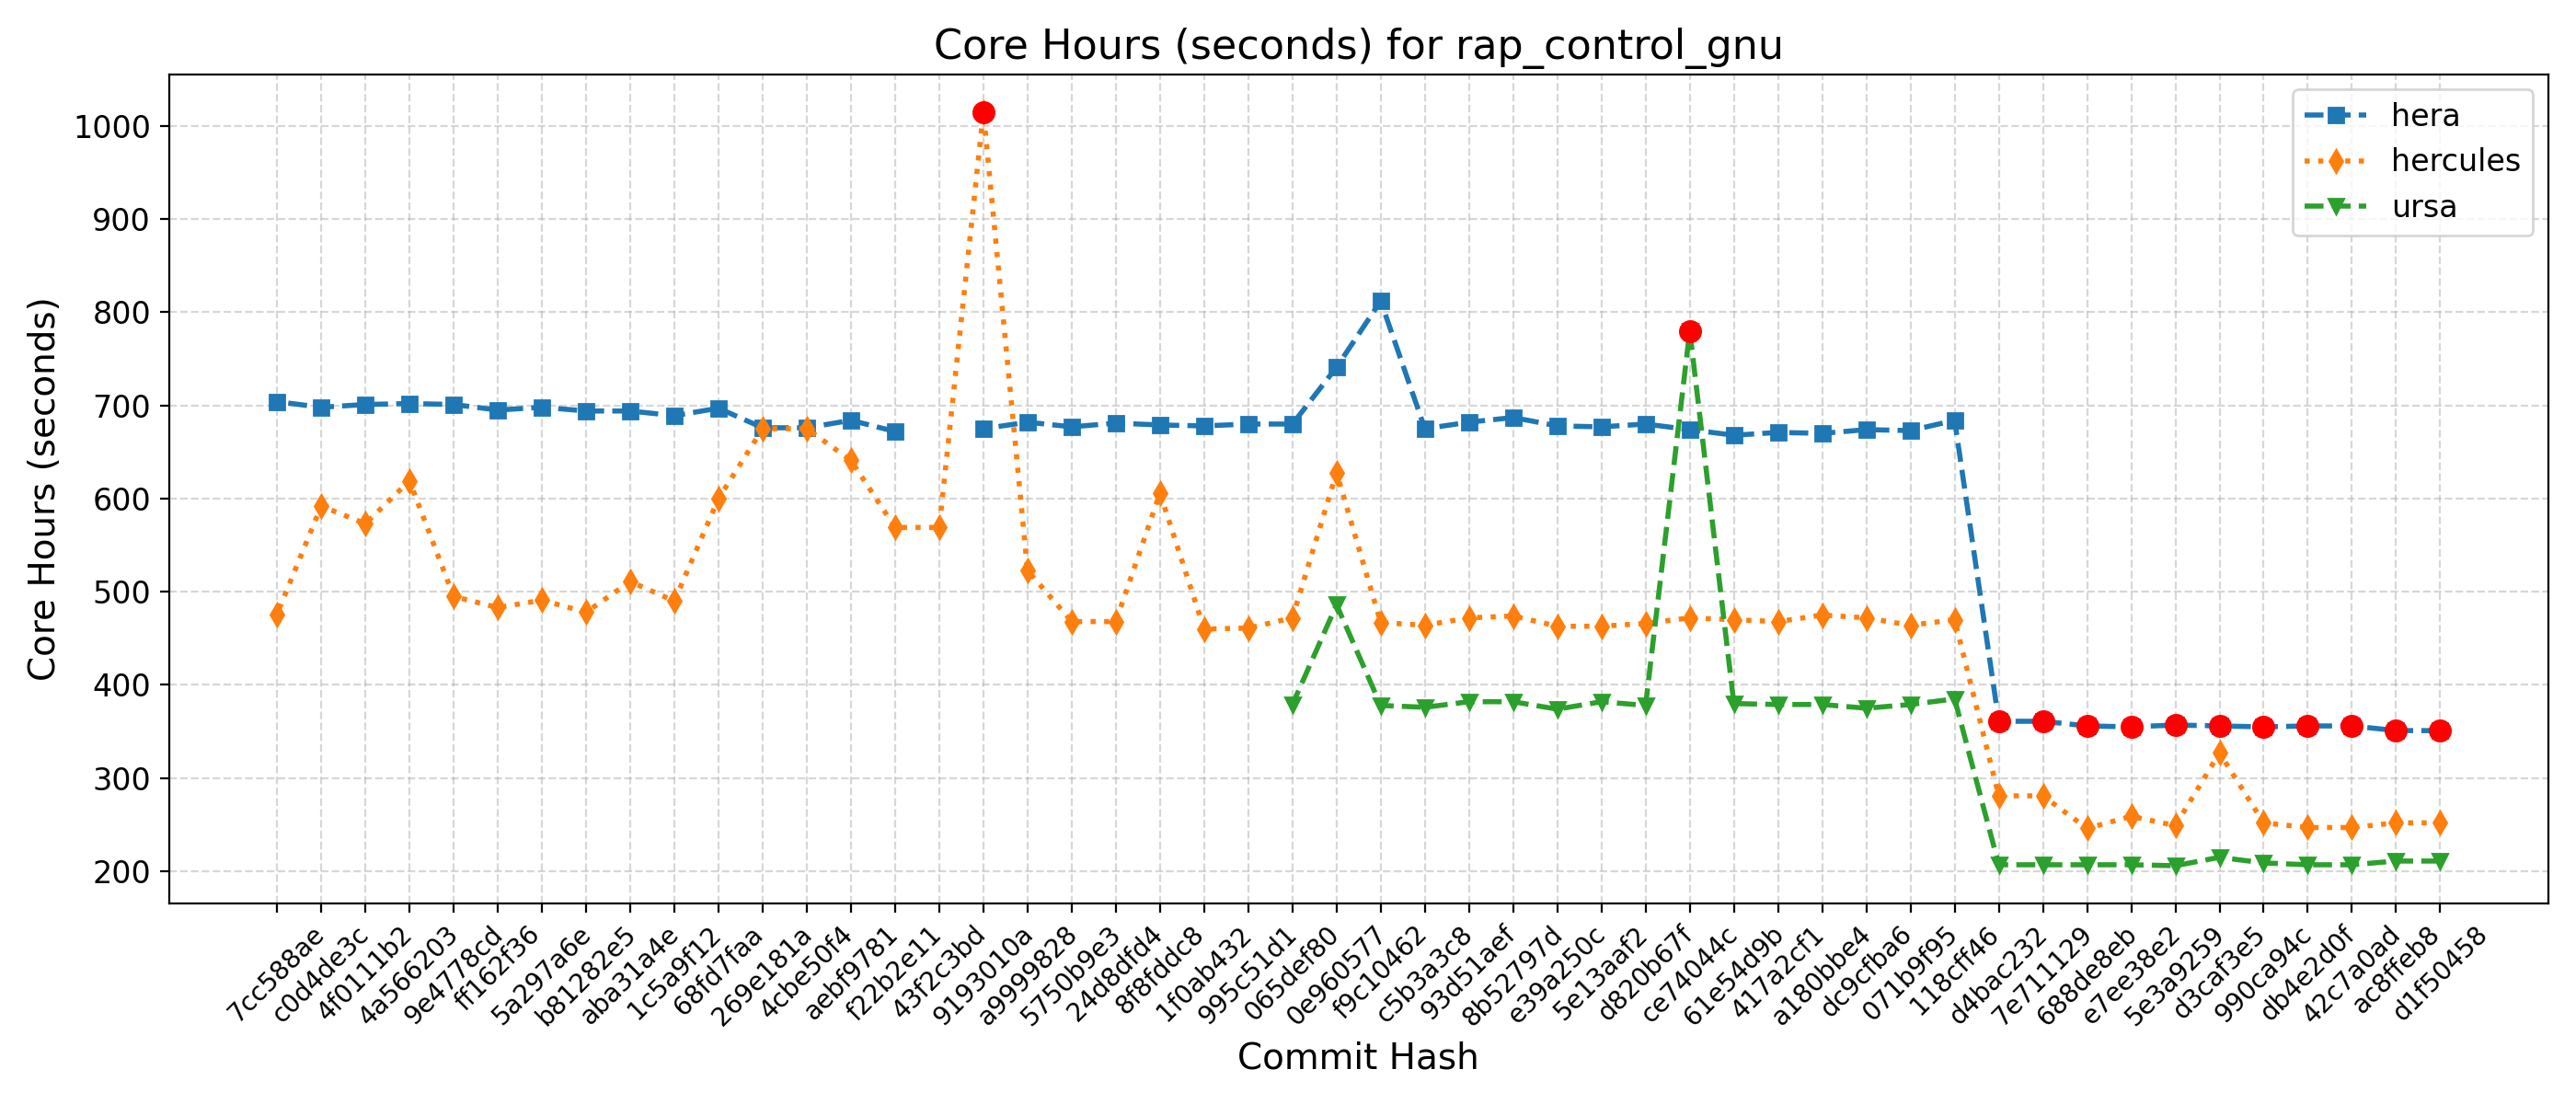 Core Hours (seconds) for rap_control_gnu
Core Hours (seconds)
1000
900
800
700
600
500
400
300
200
hera
hercules
ursa
7cc588ae
c0d4de3c
4f0111b2
4a566203
9e4778cd
ff162f36
5a297a6e
b81282e5
aba31a4e
1c5a9f12
68fd7faa
269e181a
4cbe50f4
aebf9781
f22b2e11
43f2c3bd
9193010a
a9999828
5750b9e3
24d8dfd4
8f8fddc8
1f0ab432
995c51d1
065def80
0e960577
f9c10462
c5b3a3c8
93d51aef
8b52797d
e39a250c
5e13aaf2
d820b67f
ce74044c
61e54d9b
417a2cf1
a180bbe4
dc9cfba6
071b9f95
118cff46
d4bac232
7e711129
688de8eb
e7ee38e2
5e3a9259
d3caf3e5
990ca94c
db4e2d0f
42c7a0ad
ac8ffeb8
d1f50458
Commit Hash